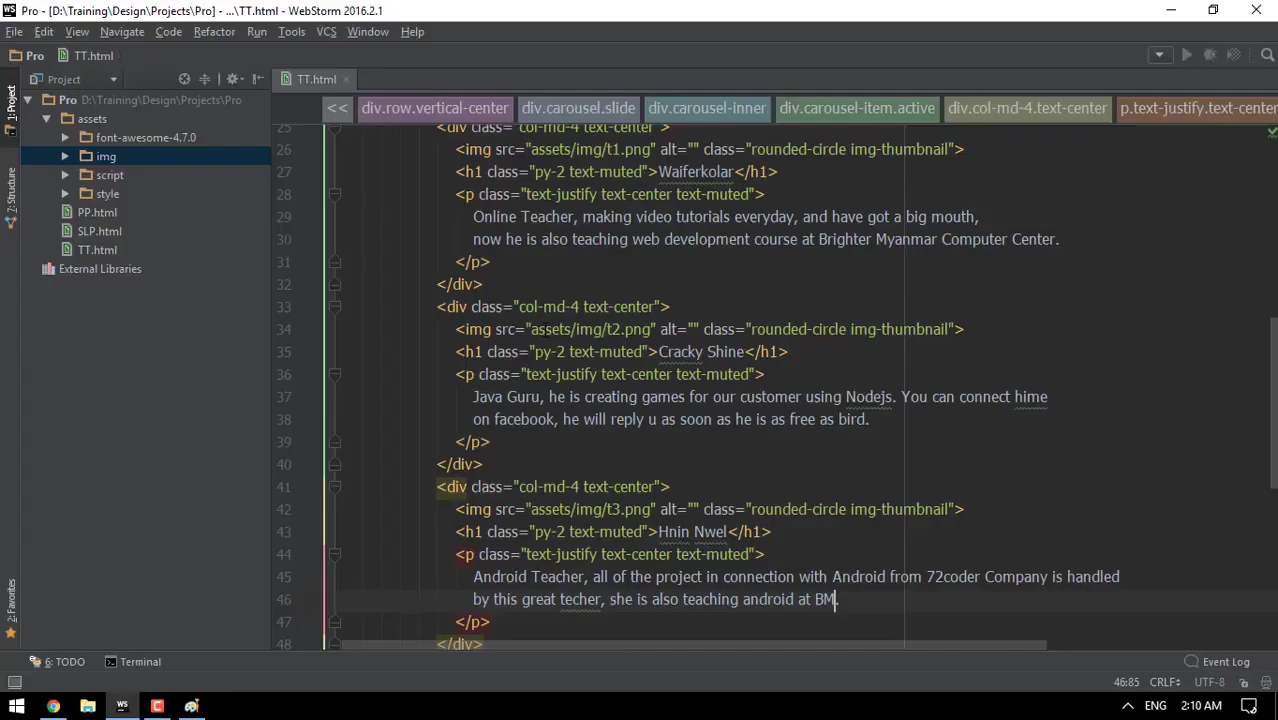 Pro - [D:\Training\Design\Projects\Pro] - ...\TT.html - WebStorm 2016.2.1
File Edit View Navigate Code Refactor Run Tools VCS Window Help
Pro TT.html
Project TT.html
1: Project
7: Structure
2: Favorites
Pro D:\Training\Design\Projects\Pro
assets
font-awesome-4.7.0
img
script
style
PP.html
SLP.html
TT.html
External Libraries
<< div.row.vertical-center div.carousel.slide div.carousel-inner div.carousel-item.active div.col-md-4.text-center p.text-justify.text-center
25 <div class="col-md-4 text-center">
26 <img src="assets/img/t1.png" alt="" class="rounded-circle img-thumbnail">
27 <h1 class="py-2 text-muted">Waiferkolar</h1>
28 <p class="text-justify text-center text-muted">
29 Online Teacher, making video tutorials everyday, and have got a big mouth,
30 now he is also teaching web development course at Brighter Myanmar Computer Center.
31 </p>
32 </div>
33 <div class="col-md-4 text-center">
34 <img src="assets/img/t2.png" alt="" class="rounded-circle img-thumbnail">
35 <h1 class="py-2 text-muted">Cracky Shine</h1>
36 <p class="text-justify text-center text-muted">
37 Java Guru, he is creating games for our customer using Nodejs. You can connect hime
38 on facebook, he will reply u as soon as he is as free as bird.
39 </p>
40 </div>
41 <div class="col-md-4 text-center">
42 <img src="assets/img/t3.png" alt="" class="rounded-circle img-thumbnail">
43 <h1 class="py-2 text-muted">Hnin Nwel</h1>
44 <p class="text-justify text-center text-muted">
45 Android Teacher, all of the project in connection with Android from 72coder Company is handled
46 by this great techer, she is also teaching android at BM.
47 </p>
48 </div>
6: TODO Terminal Event Log
46:85 CRLF UTF-8
ENG 2:10 AM